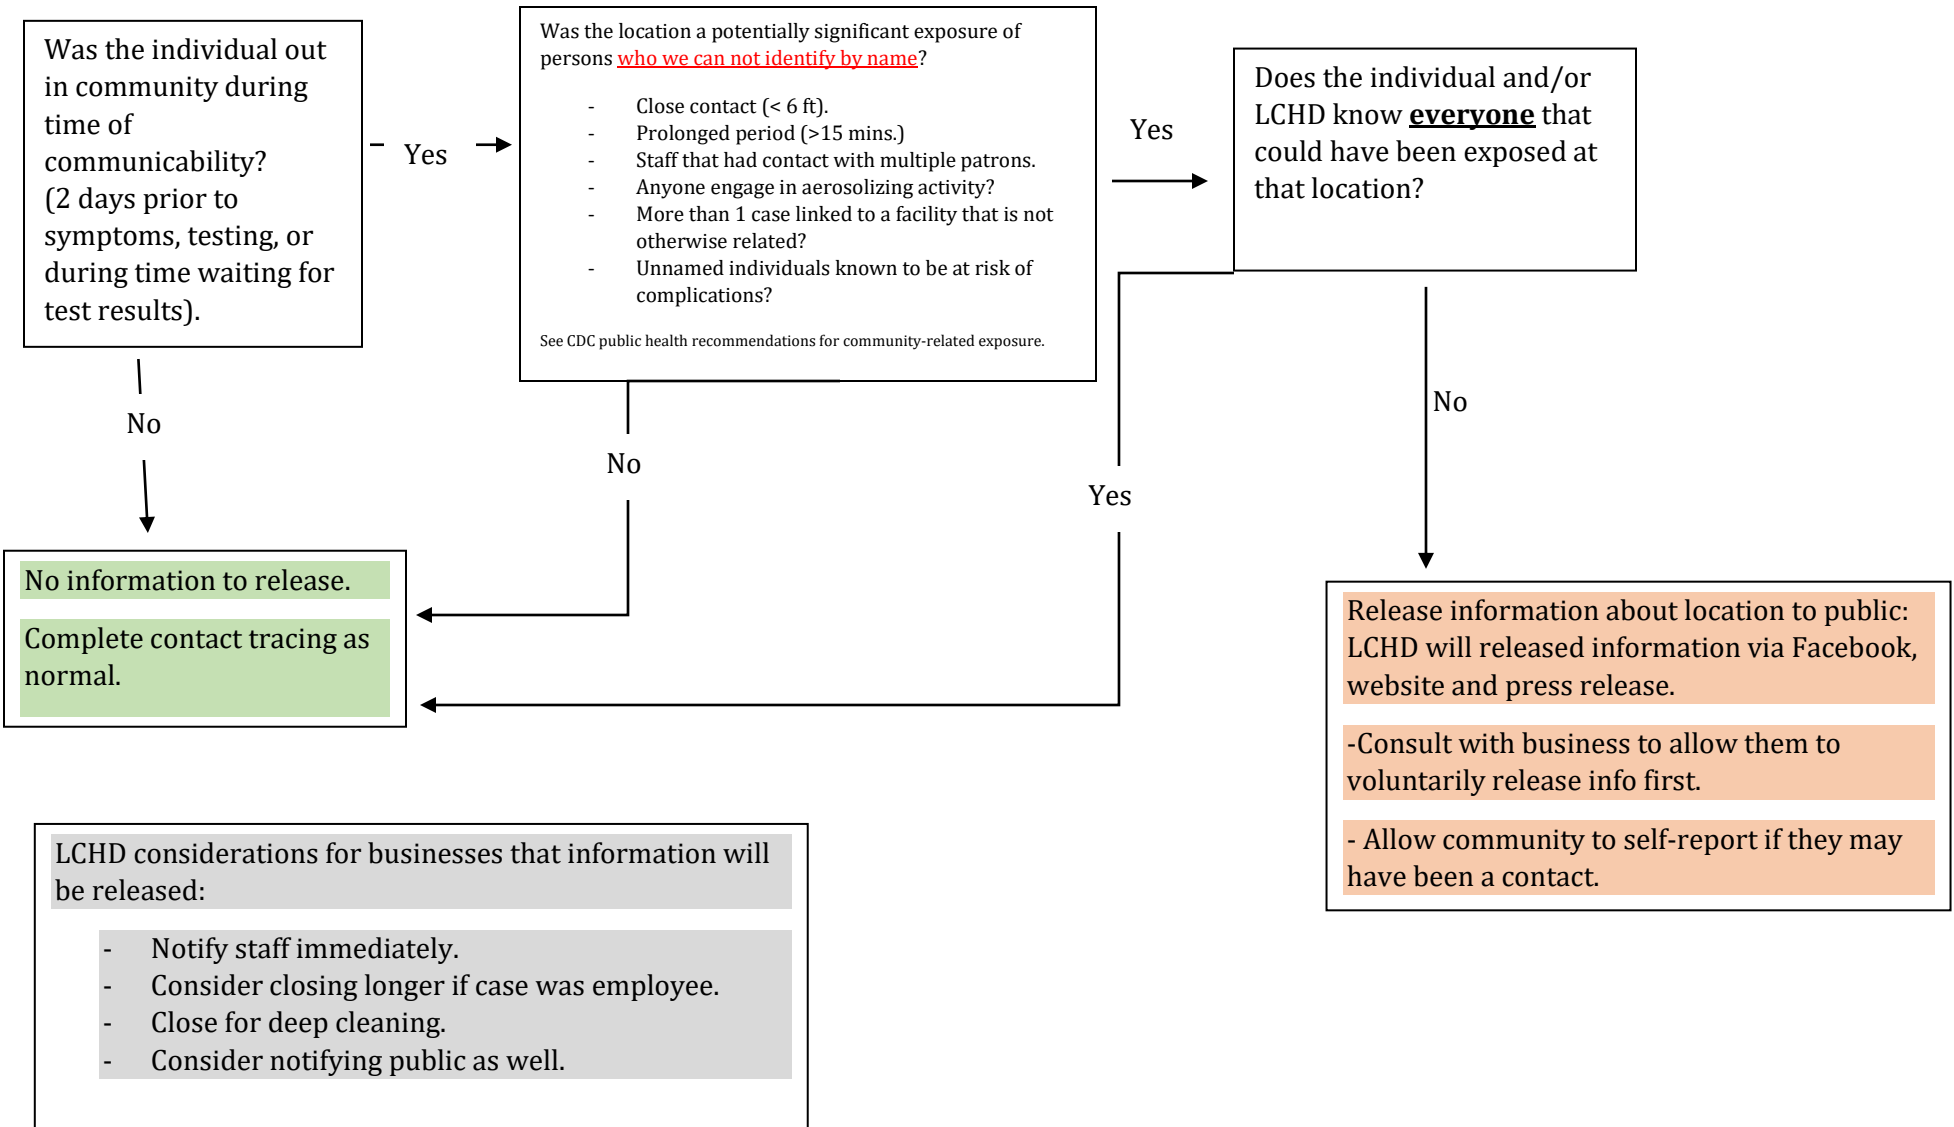 Was the individual out
in community during
time of
communicability?
(2 days prior to
symptoms, testing, or
during time waiting for
test results).
Yes
Was the location a potentially significant exposure of
persons who we can not identify by name?
- Close contact (< 6 ft).
- Prolonged period (>15 mins.)
- Staff that had contact with multiple patrons.
- Anyone engage in aerosolizing activity?
- More than 1 case linked to a facility that is not
otherwise related?
- Unnamed individuals known to be at risk of
complications?
See CDC public health recommendations for community-related exposure.
Yes
Does the individual and/or
LCHD know everyone that
could have been exposed at
that location?
No
No
Yes
No
No information to release.
Complete contact tracing as
normal.
Release information about location to public:
LCHD will released information via Facebook,
website and press release.
-Consult with business to allow them to
voluntarily release info first.
- Allow community to self-report if they may
have been a contact.
LCHD considerations for businesses that information will
be released:
- Notify staff immediately.
- Consider closing longer if case was employee.
- Close for deep cleaning.
- Consider notifying public as well.